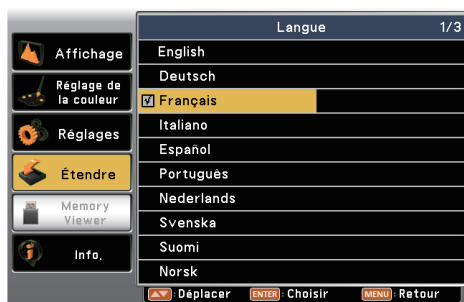 Langue 1/3
Affichage
Réglage de
la couleur
Réglages
Étendre
Memory
Viewer
Info.
English
Deutsch
Français
Italiano
Español
Português
Nederlands
Svenska
Suomi
Norsk
:Déplacer ENTER:Choisir MENU:Retour